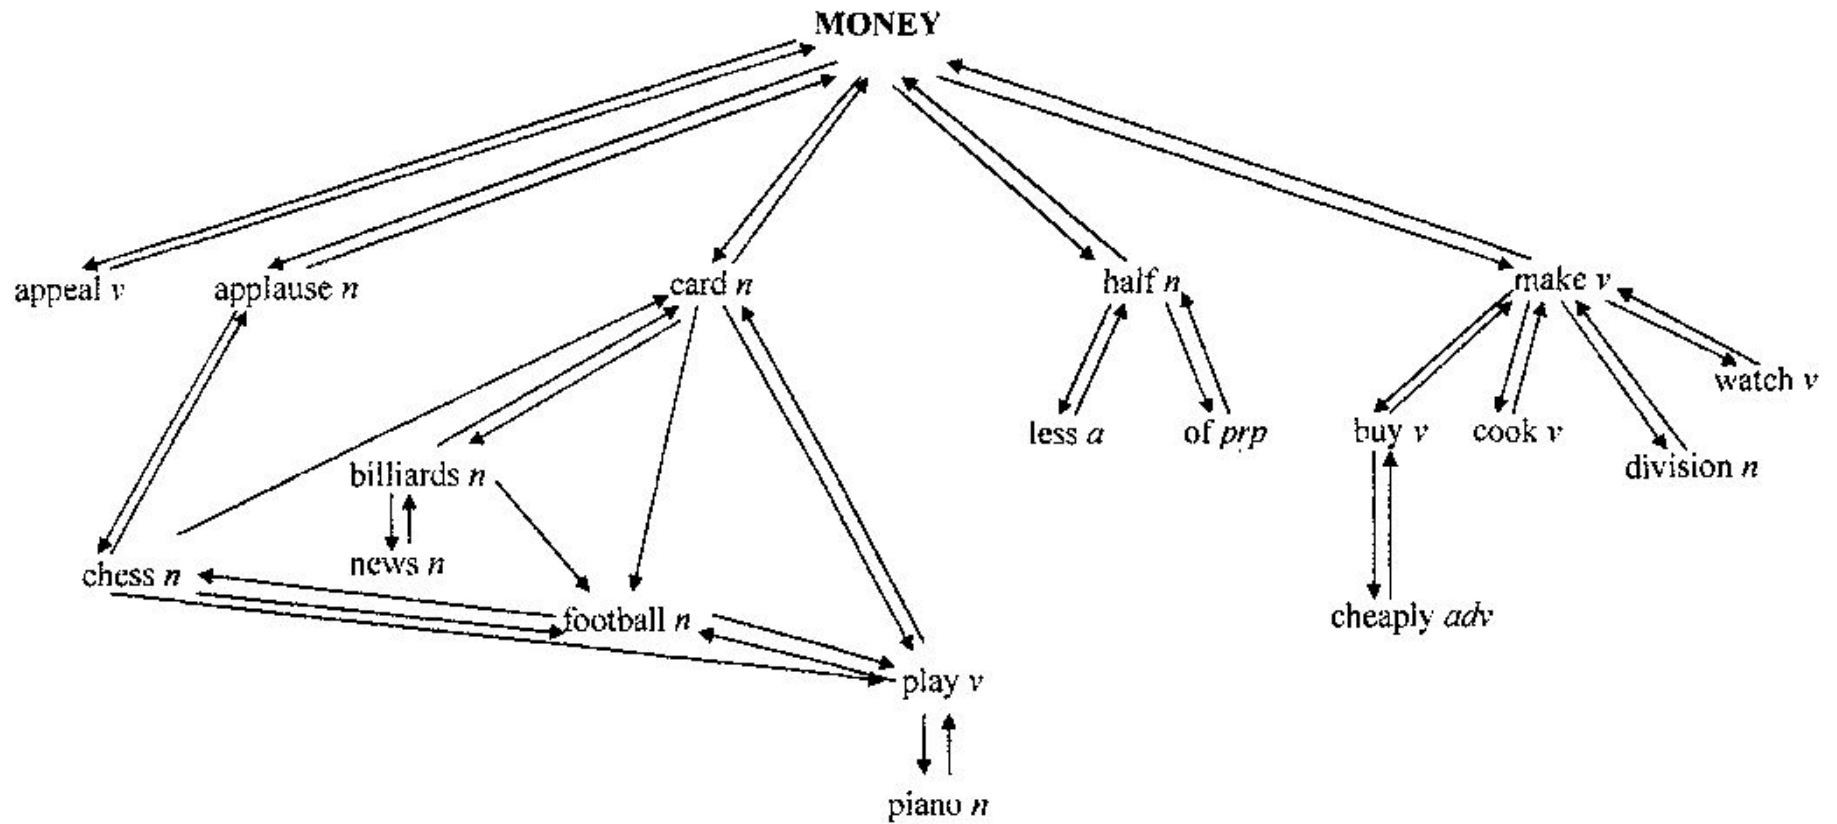 MONEY
appeal v
applause n
card n
half n
make v
watch v
less a
of prp
buy v
cook v
division n
billiards n
news n
chess n
football n
cheaply adv
play v
piano n